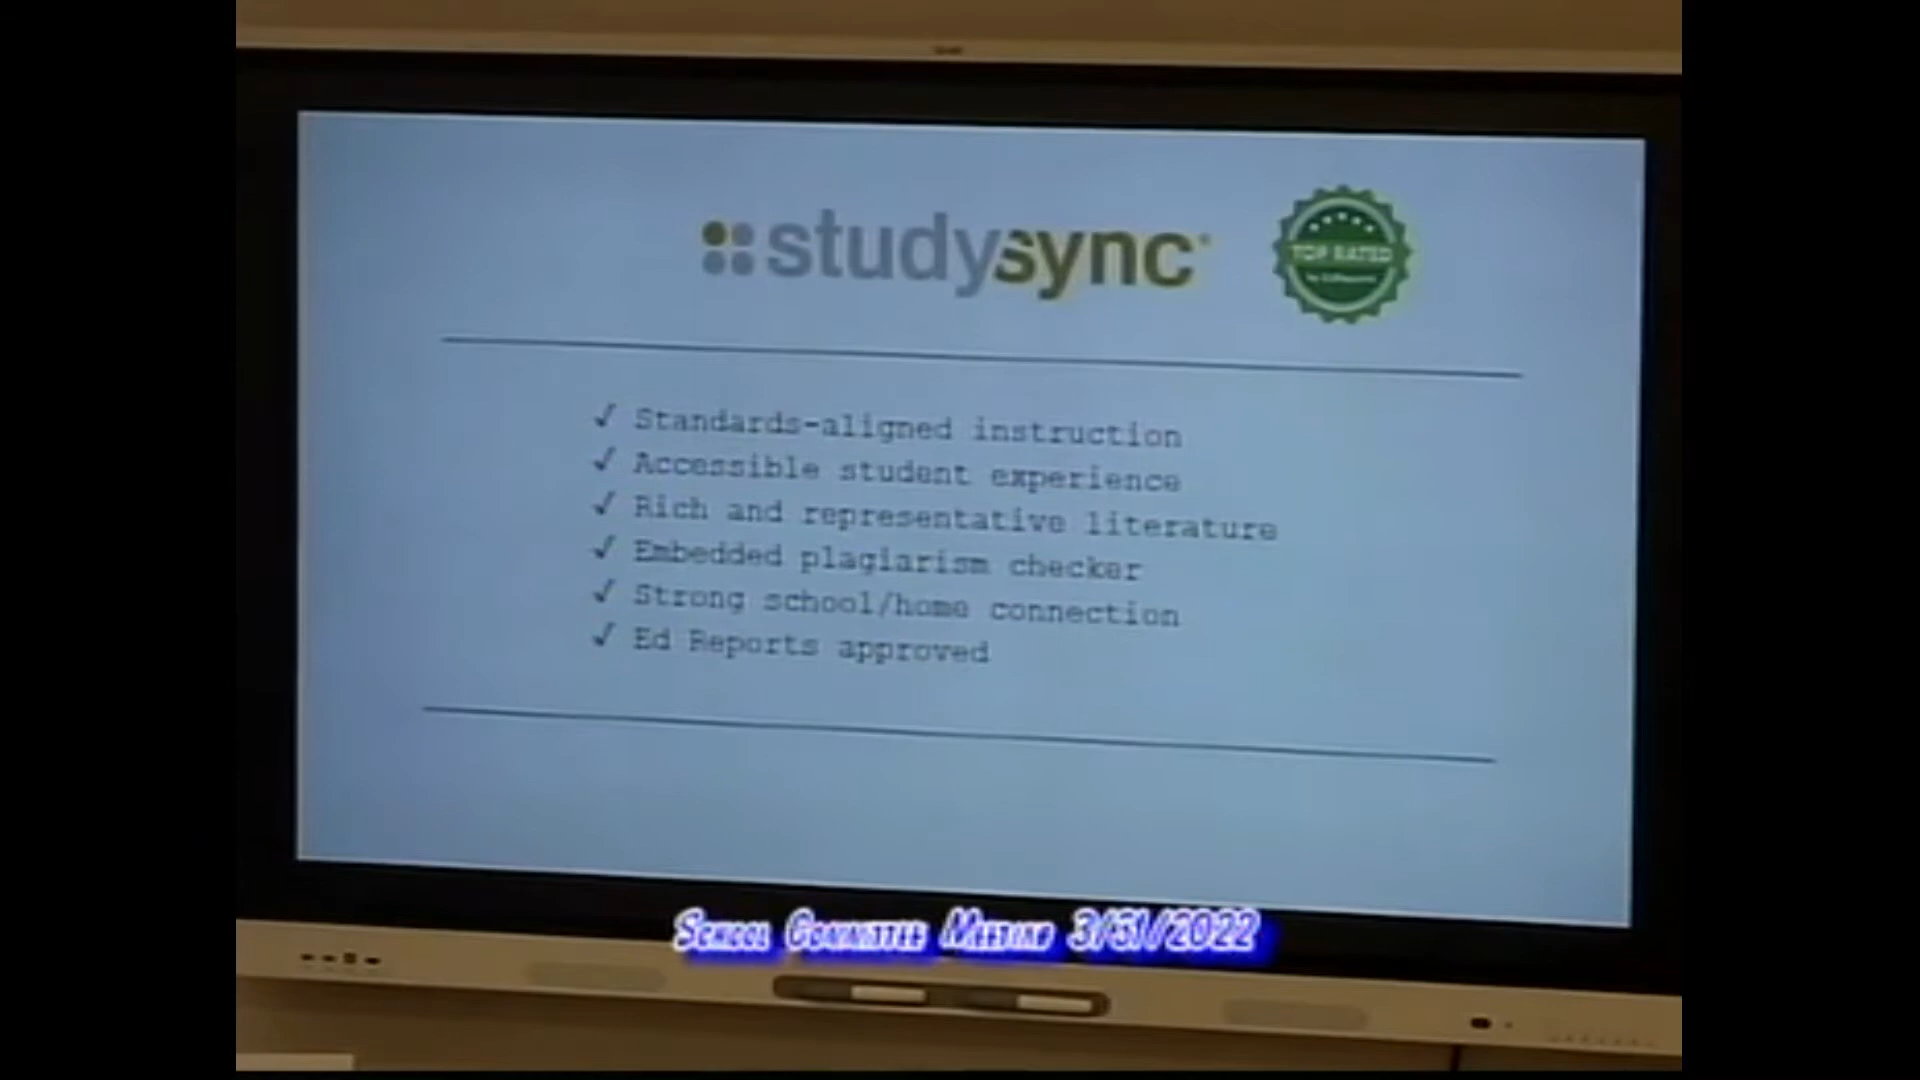 studysync
TOP RATED
✓ Standards-aligned instruction
✓ Accessible student experience
✓ Rich and representative literature
✓ Embedded plagiarism checker
✓ Strong school/home connection
✓ Ed Reports approved
School Committee Meeting 3/31/2022